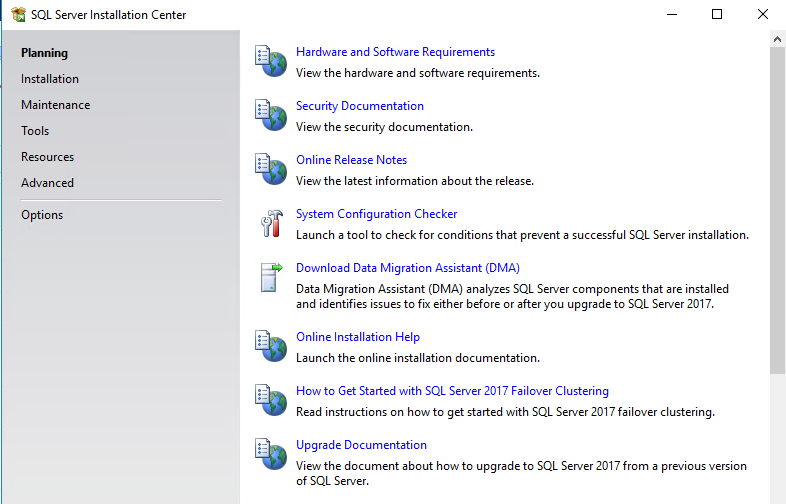 SQL Server Installation Center
Planning
Installation
Maintenance
Tools
Resources
Advanced
Options
Hardware and Software Requirements
View the hardware and software requirements.
Security Documentation
View the security documentation.
Online Release Notes
View the latest information about the release.
System Configuration Checker
Launch a tool to check for conditions that prevent a successful SQL Server installation.
Download Data Migration Assistant (DMA)
Data Migration Assistant (DMA) analyzes SQL Server components that are installed
and identifies issues to fix either before or after you upgrade to SQL Server 2017.
Online Installation Help
Launch the online installation documentation.
How to Get Started with SQL Server 2017 Failover Clustering
Read instructions on how to get started with SQL Server 2017 failover clustering.
Upgrade Documentation
View the document about how to upgrade to SQL Server 2017 from a previous version
of SQL Server.